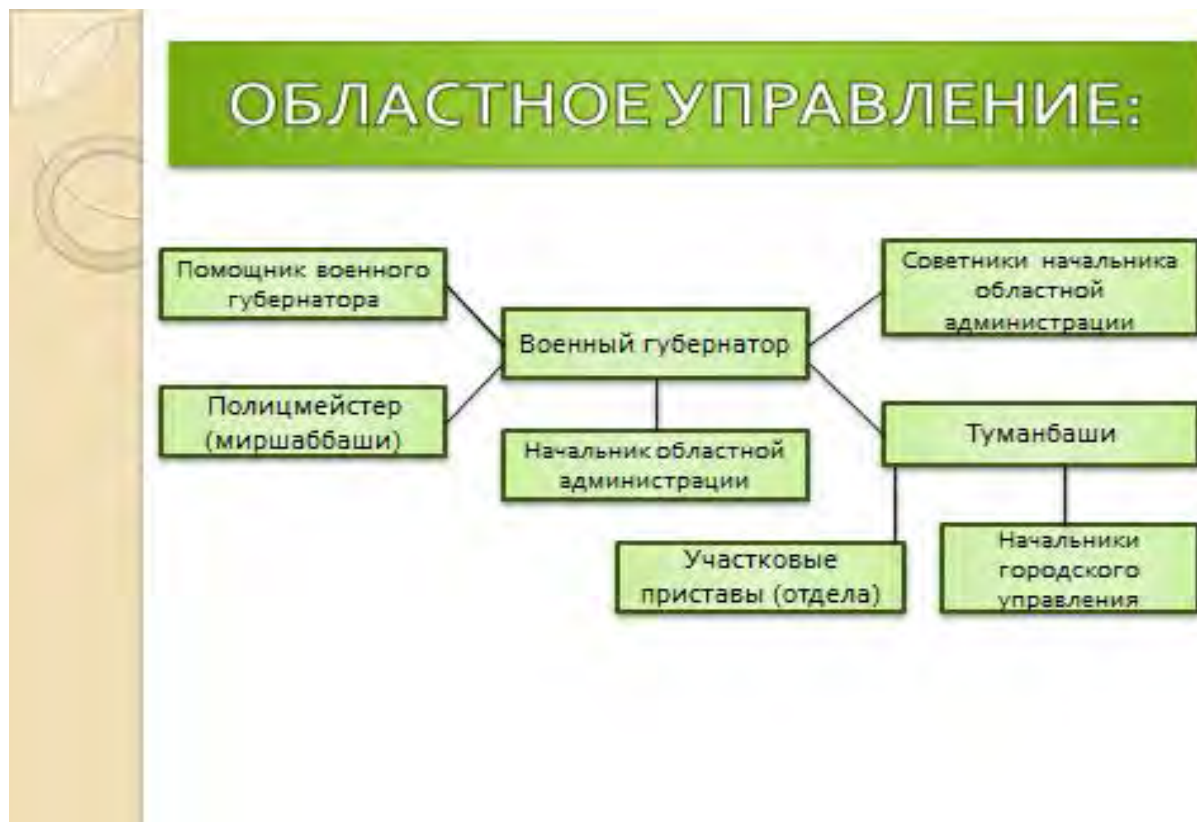 ОБЛАСТНОЕ УПРАВЛЕНИЕ:
Помощник военного
губернатора
Советники начальника
областной
администрации
Военный губернатор
Полицмейстер
(миршаббаши)
Начальник областной
администрации
Туманбаши
Участковые
приставы (отдела)
Начальники
городского
управления